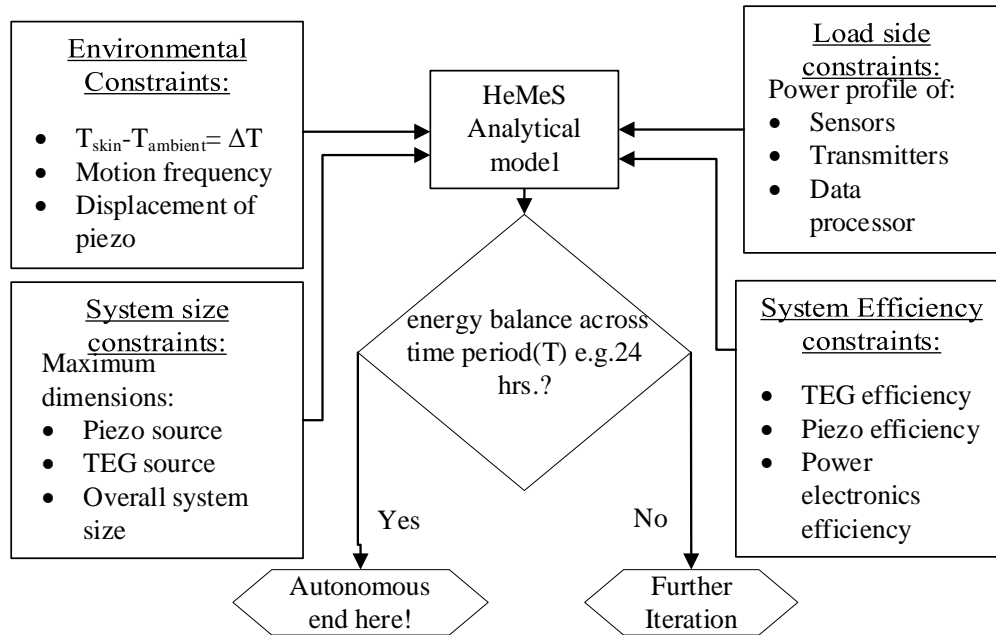 Environmental
Constraints:
• Tskin-Tambient= ΔT
• Motion frequency
• Displacement of
piezo
HeMeS
Analytical
model
Load side
constraints:
Power profile of:
• Sensors
• Transmitters
• Data
processor
System size
constraints:
Maximum
dimensions:
• Piezo source
• TEG source
• Overall system
size
energy balance across
time period(T) e.g.24
hrs.?
System Efficiency
constraints:
• TEG efficiency
• Piezo efficiency
• Power
electronics
efficiency
Yes
No
Autonomous
end here!
Further
Iteration